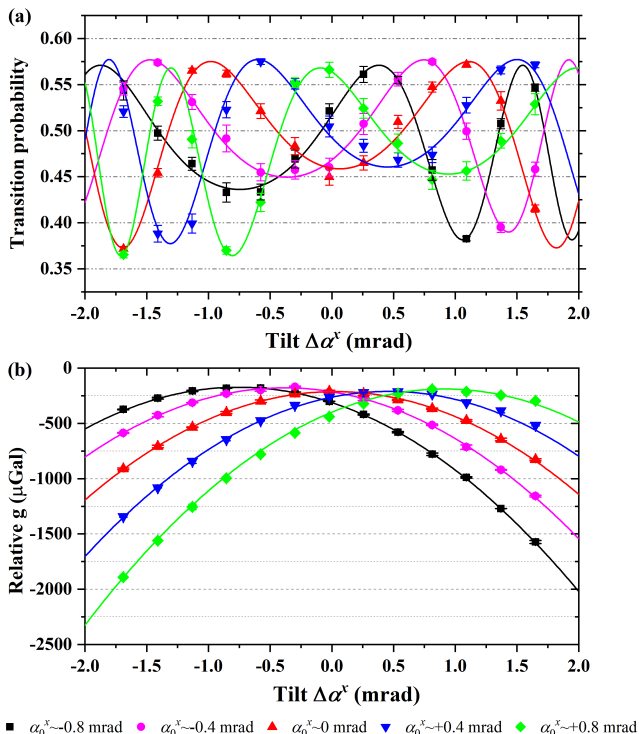 (a)
Transition probability
0.60
0.55
0.50
0.45
0.40
0.35
-2.0 -1.5 -1.0 -0.5 0.0 0.5 1.0 1.5 2.0
Tilt Δα^x (mrad)
(b)
Relative g (μGal)
0
-500
-1000
-1500
-2000
-2500
-2.0 -1.5 -1.0 -0.5 0.0 0.5 1.0 1.5 2.0
Tilt Δα^x (mrad)
α₀^x~-0.8 mrad α₀^x~-0.4 mrad α₀^x~0 mrad α₀^x~+0.4 mrad α₀^x~+0.8 mrad